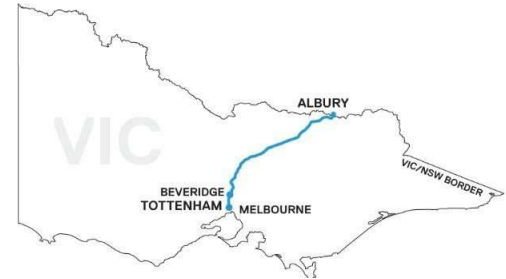 ALBURY
VIC
VIC/NSW BORDER
BEVERIDGE
TOTTENHAM
MELBOURNE